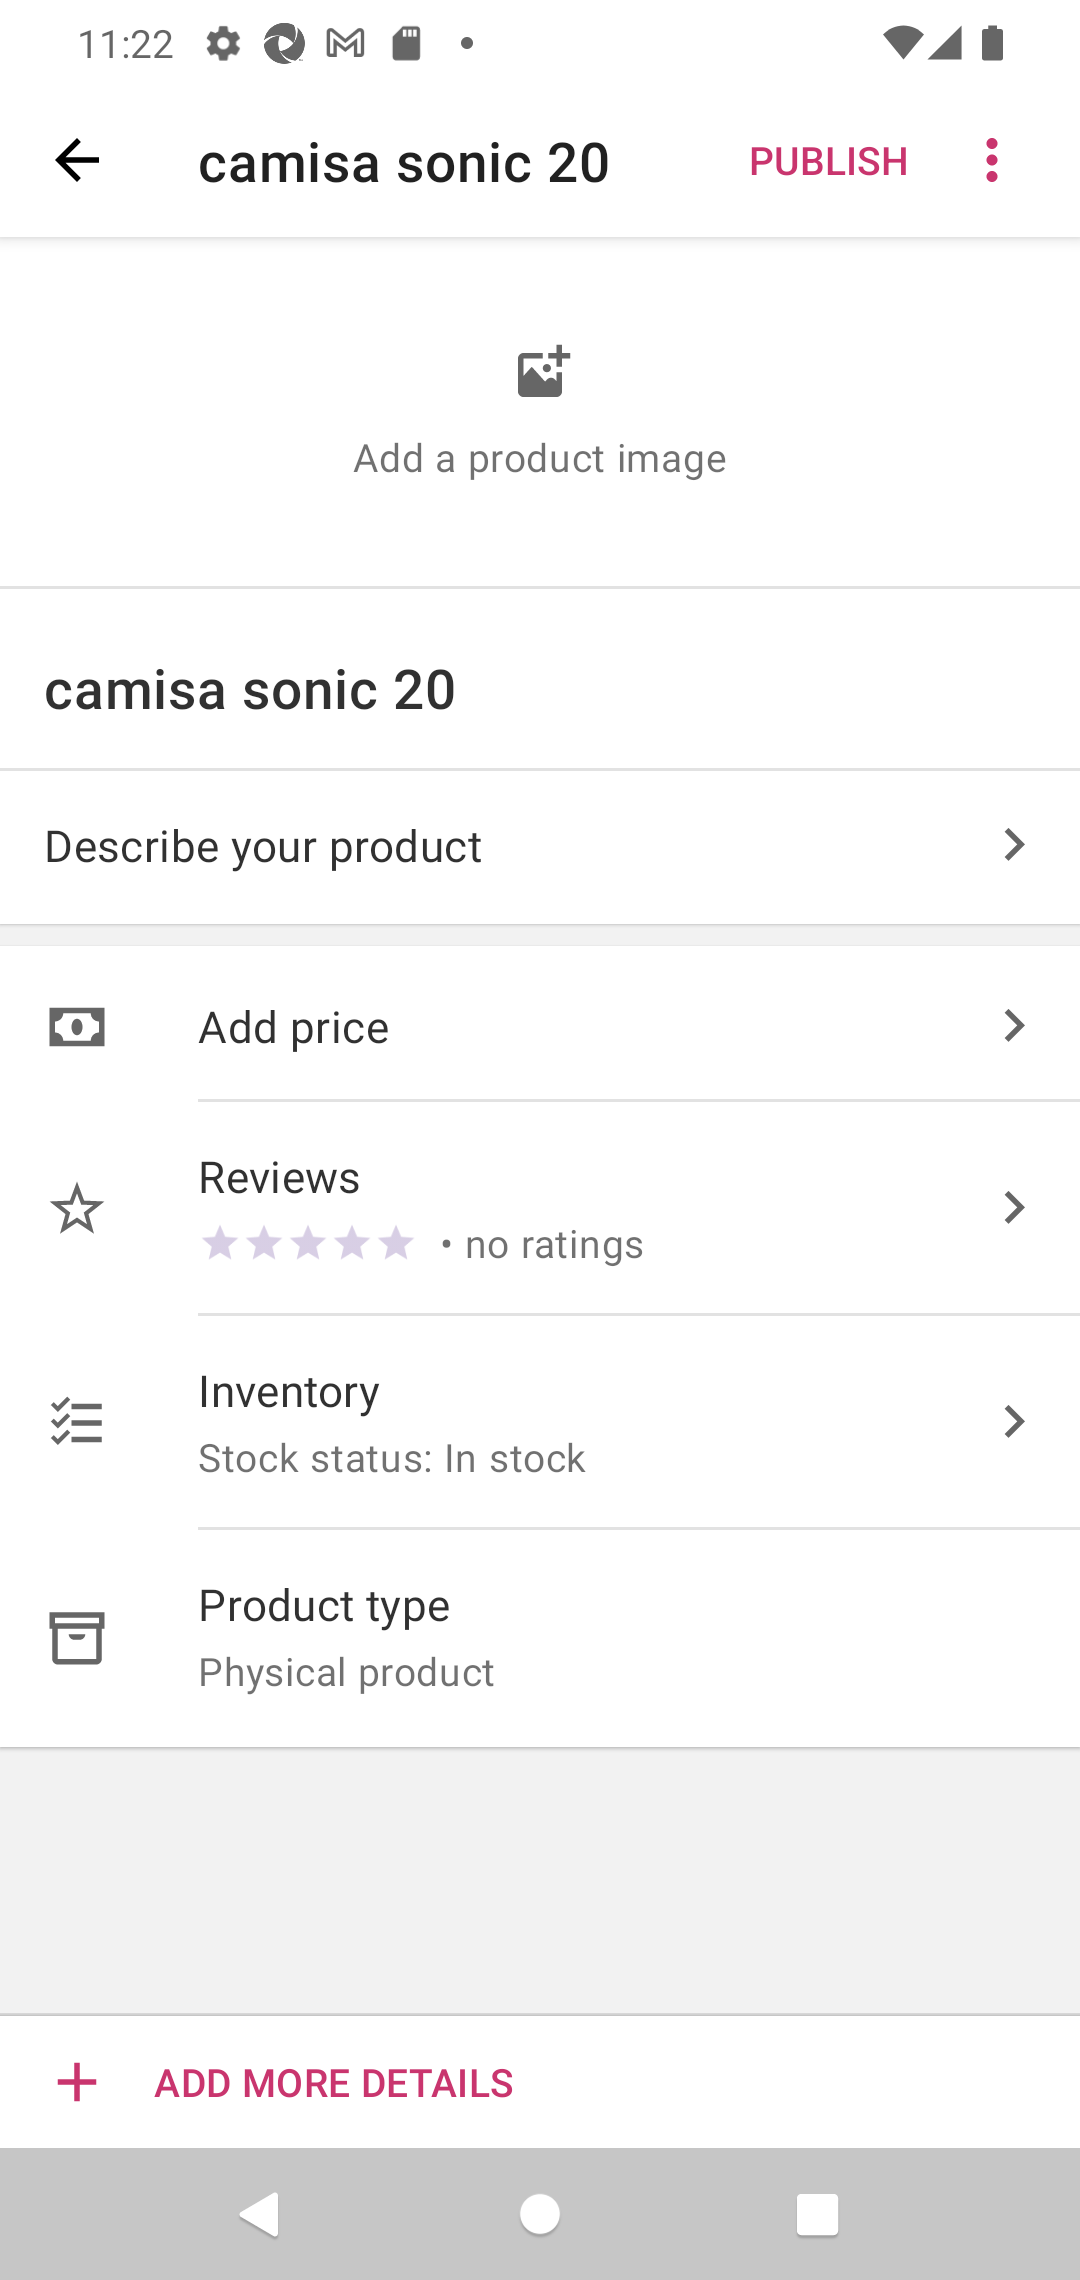 11:22
camisa sonic 20
PUBLISH
Add a product image
camisa sonic 20
Describe your product
Add price
Reviews
• no ratings
Inventory
Stock status: In stock
Product type
Physical product
ADD MORE DETAILS